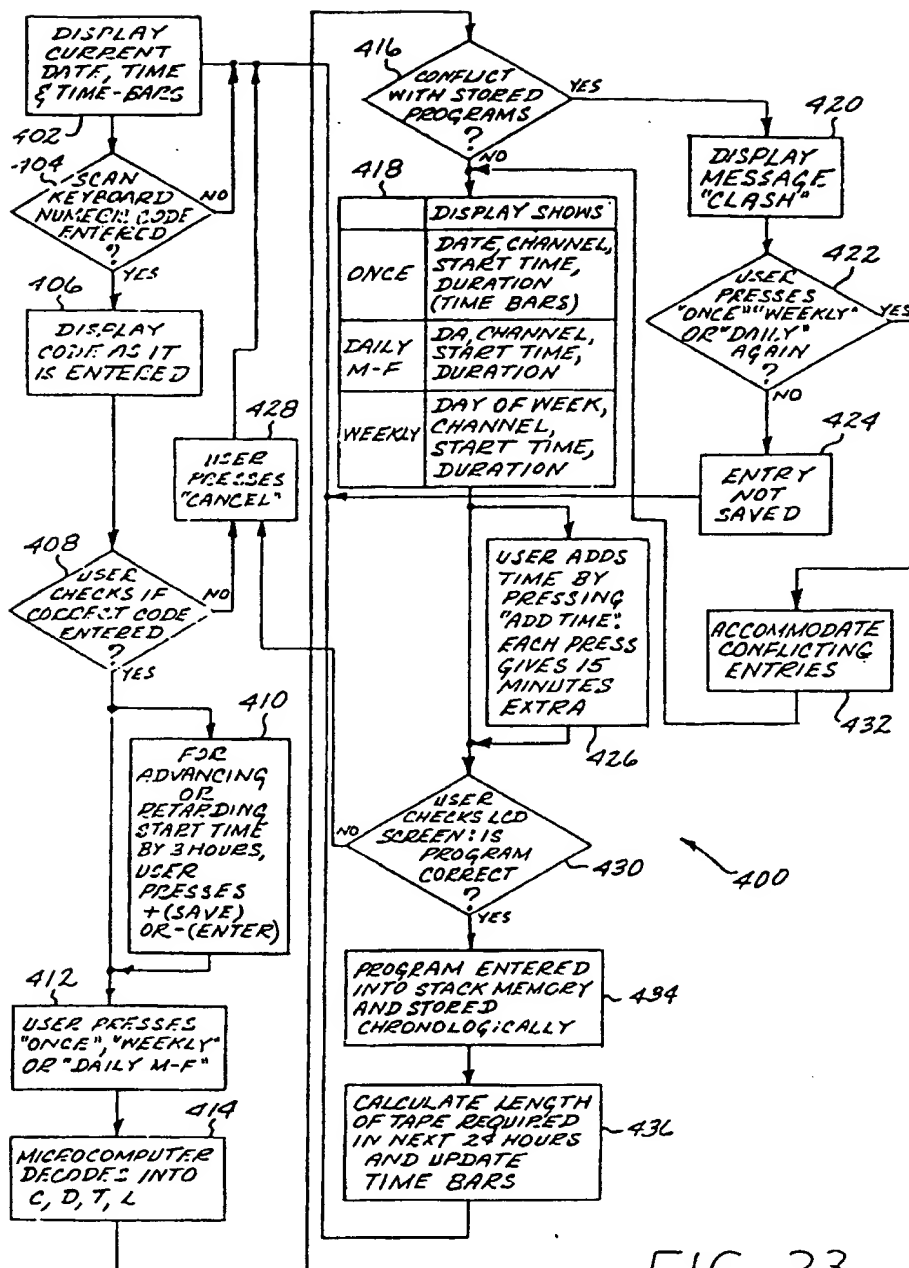 DISPLAY
CURRENT
DATE, TIME
& TIME-BARS
402
-104
SCAN
KEYBOARD
NUMERIC CODE
ENTERED
?
NO
YES
406
DISPLAY
CODE AS IT
IS ENTERED
428
USER
PRESSES
"CANCEL"
408
USER
CHECKS IF
CORRECT CODE
ENTERED
?
NO
YES
410
FOR
ADVANCING
OR
RETARDING
START TIME
BY 3 HOURS,
USER
PRESSES
+(SAVE)
OR-(ENTER)
412
USER PRESSES
"ONCE", "WEEKLY"
OR "DAILY M-F"
414
MICROCOMPUTER
DECODES INTO
C, D, T, L
416
CONFLICT
WITH STORED
PROGRAMS
?
YES
NO
418
DISPLAY SHOWS
ONCE
DATE, CHANNEL,
START TIME,
DURATION
(TIME BARS)
DAILY
M-F
DA, CHANNEL,
START TIME,
DURATION
WEEKLY
DAY OF WEEK,
CHANNEL,
START TIME,
DURATION
420
DISPLAY
MESSAGE
"CLASH"
422
USER
PRESSES
"ONCE" "WEEKLY"
OR "DAILY"
AGAIN
?
YES
NO
424
ENTRY
NOT
SAVED
USER ADDS
TIME BY
PRESSING
"ADD TIME".
EACH PRESS
GIVES 15
MINUTES
EXTRA
426
ACCOMMODATE
CONFLICTING
ENTRIES
432
USER
CHECKS LCD
SCREEN: IS
PROGRAM
CORRECT
?
NO
YES
430
400
PROGRAM ENTERED
INTO STACK MEMORY
AND STORED
CHRONOLOGICALLY
434
CALCULATE LENGTH
OF TAPE REQUIRED
IN NEXT 24 HOURS
AND UPDATE
TIME BARS
436
FIG. 23